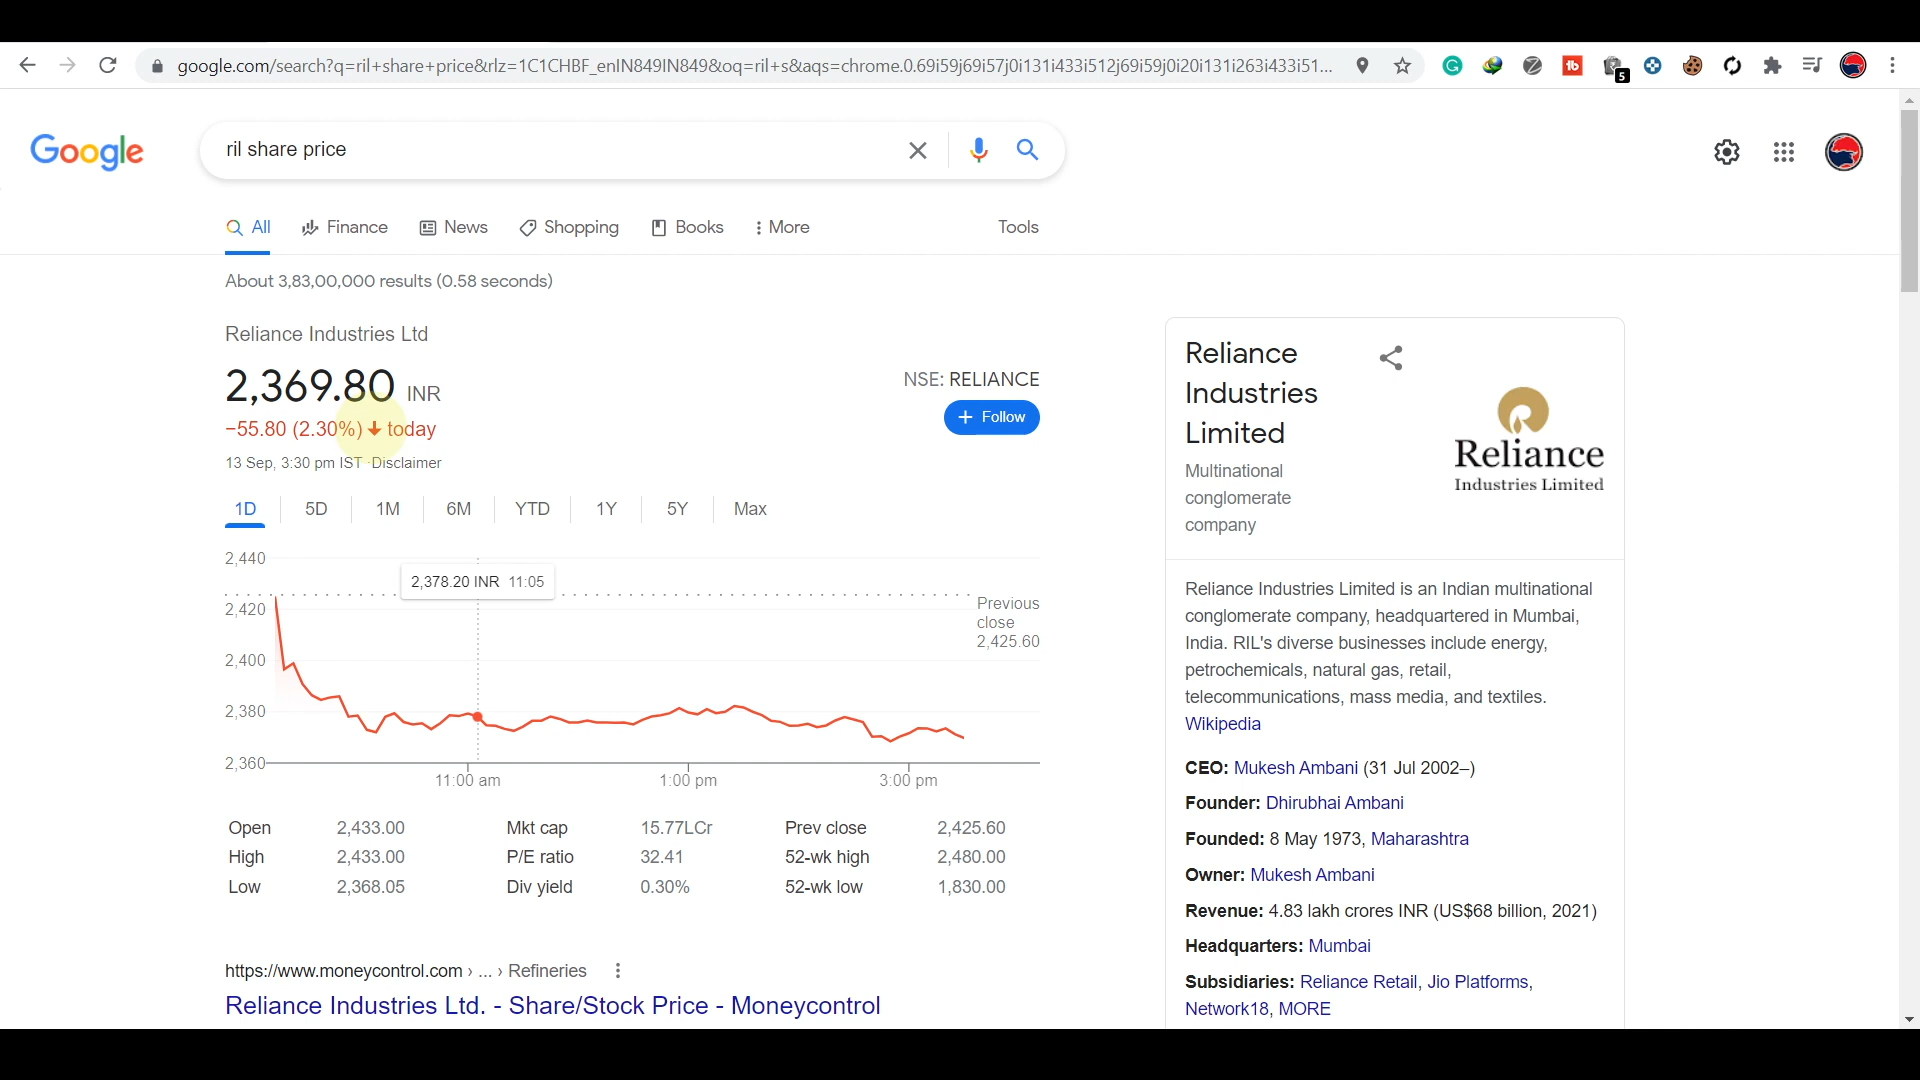 google.com/search?q=ril+share+price&rlz=1C1CHBF_enIN849IN849&oq=ril+s&aqs=chrome.0.69i59j69i57j0i131i433i512j69i59j0i20i131i263i433i51...
5
Google
ril share price
All
Finance
News
Shopping
Books
More
Tools
About 3,83,00,000 results (0.58 seconds)
Reliance Industries Ltd
2,369.80 INR
NSE: RELIANCE
+ Follow
−55.80 (2.30%) ↓ today
13 Sep, 3:30 pm IST · Disclaimer
1D
5D
1M
6M
YTD
1Y
5Y
Max
2,440
2,378.20 INR 11:05
2,420
Previous
close
2,425.60
2,400
2,380
2,360
11:00 am
1:00 pm
3:00 pm
Open 2,433.00 Mkt cap 15.77LCr Prev close 2,425.60
High 2,433.00 P/E ratio 32.41 52-wk high 2,480.00
Low 2,368.05 Div yield 0.30% 52-wk low 1,830.00
https://www.moneycontrol.com › ... › Refineries
Reliance Industries Ltd. - Share/Stock Price - Moneycontrol
Reliance
Industries
Limited
Multinational
conglomerate
company
Reliance
Industries Limited
Reliance Industries Limited is an Indian multinational
conglomerate company, headquartered in Mumbai,
India. RIL's diverse businesses include energy,
petrochemicals, natural gas, retail,
telecommunications, mass media, and textiles.
Wikipedia
CEO: Mukesh Ambani (31 Jul 2002–)
Founder: Dhirubhai Ambani
Founded: 8 May 1973, Maharashtra
Owner: Mukesh Ambani
Revenue: 4.83 lakh crores INR (US$68 billion, 2021)
Headquarters: Mumbai
Subsidiaries: Reliance Retail, Jio Platforms,
Network18, MORE